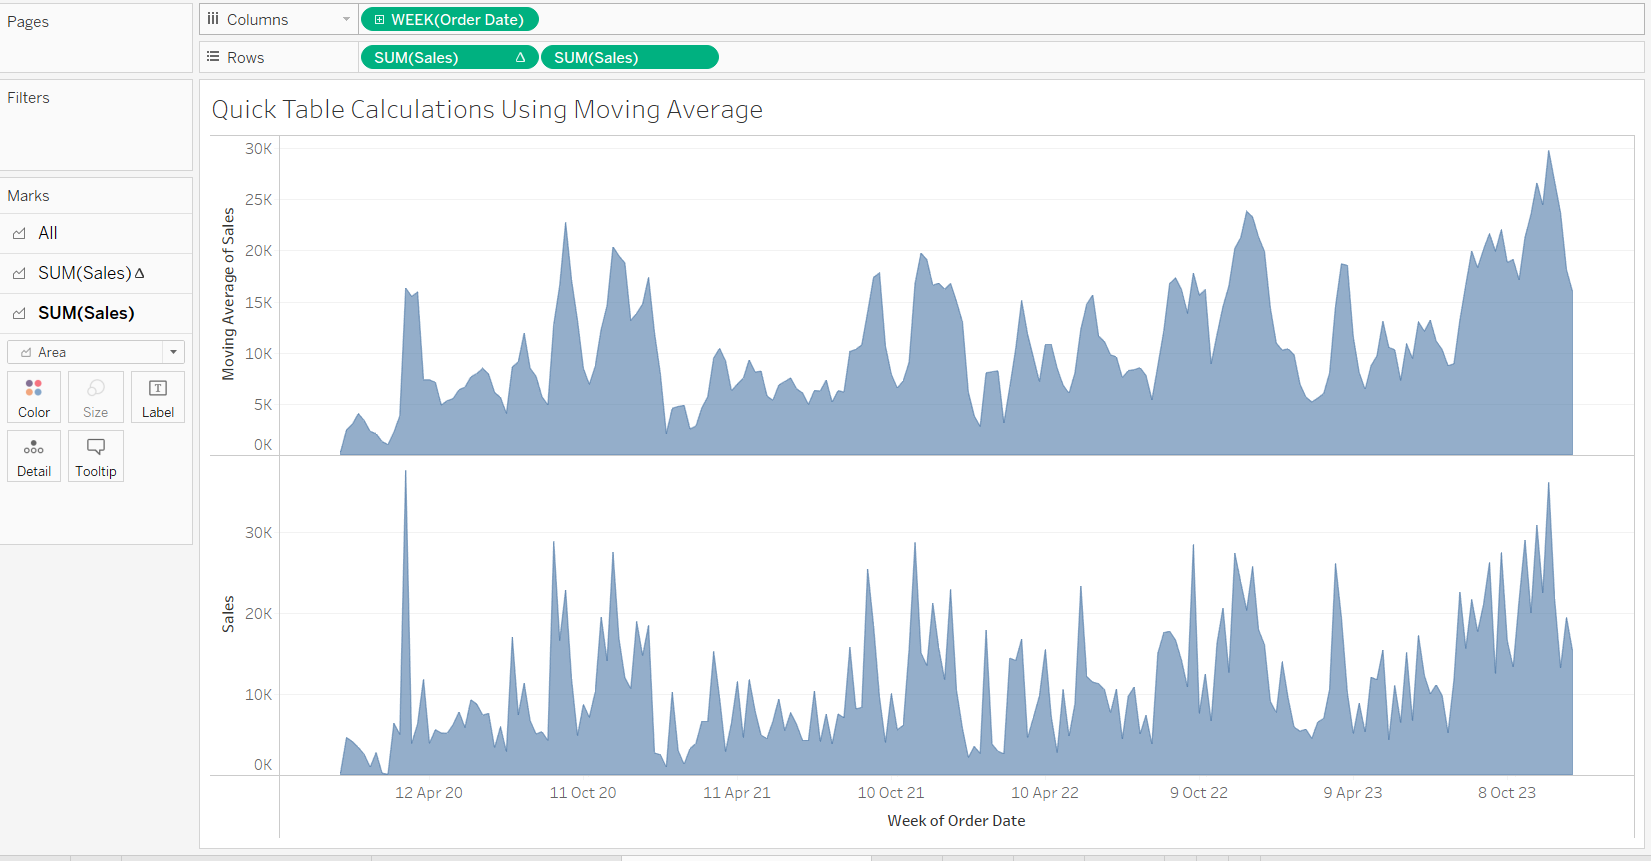 Pages
Columns
WEEK(Order Date)
Rows
SUM(Sales) Δ
SUM(Sales)
Filters
Marks
All
SUM(Sales) Δ
SUM(Sales)
Area
Color
Size
Label
Detail
Tooltip
Quick Table Calculations Using Moving Average
Moving Average of Sales
30K
25K
20K
15K
10K
5K
0K
Sales
30K
20K
10K
0K
12 Apr 20
11 Oct 20
11 Apr 21
10 Oct 21
10 Apr 22
9 Oct 22
9 Apr 23
8 Oct 23
Week of Order Date